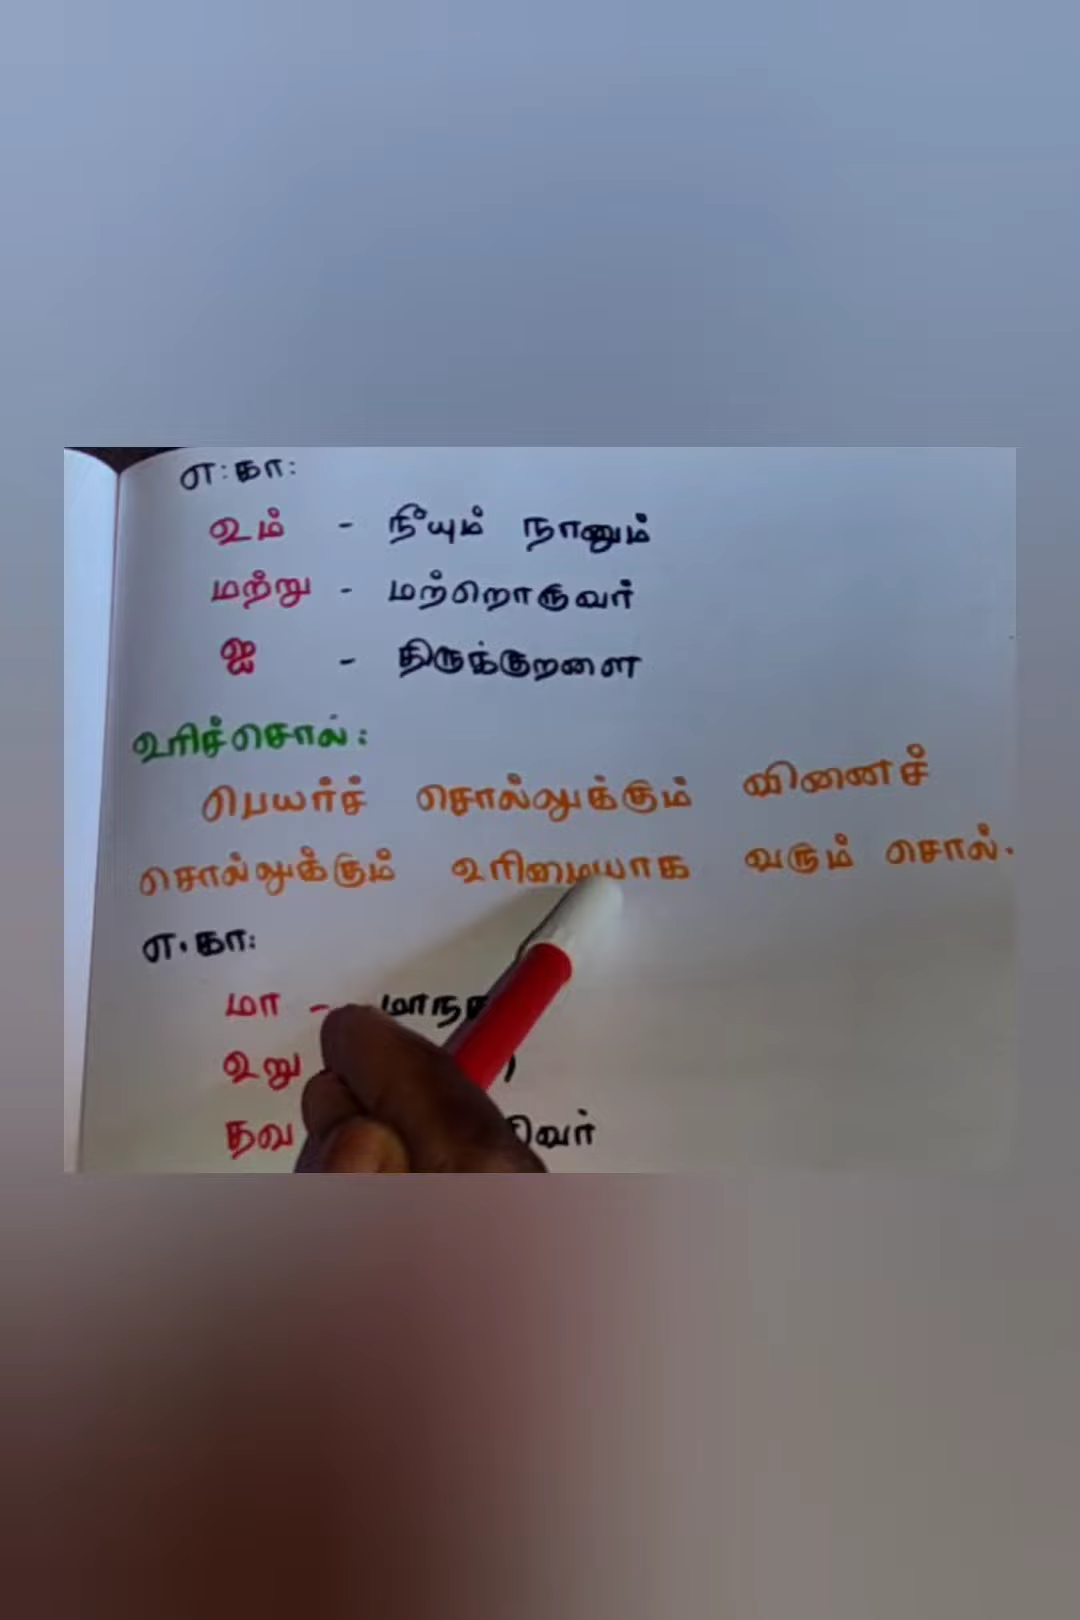 எ:கா:
உம் - நீயும் நானும்
மற்று - மற்றொருவர்
ஐ - திருக்குறளை
உரிச்சொல்:
பெயர்ச் சொல்லுக்கும் வினைச்
சொல்லுக்கும் உரிமையாக வரும் சொல்.
எ.கா:
மா -
உறு
தவ